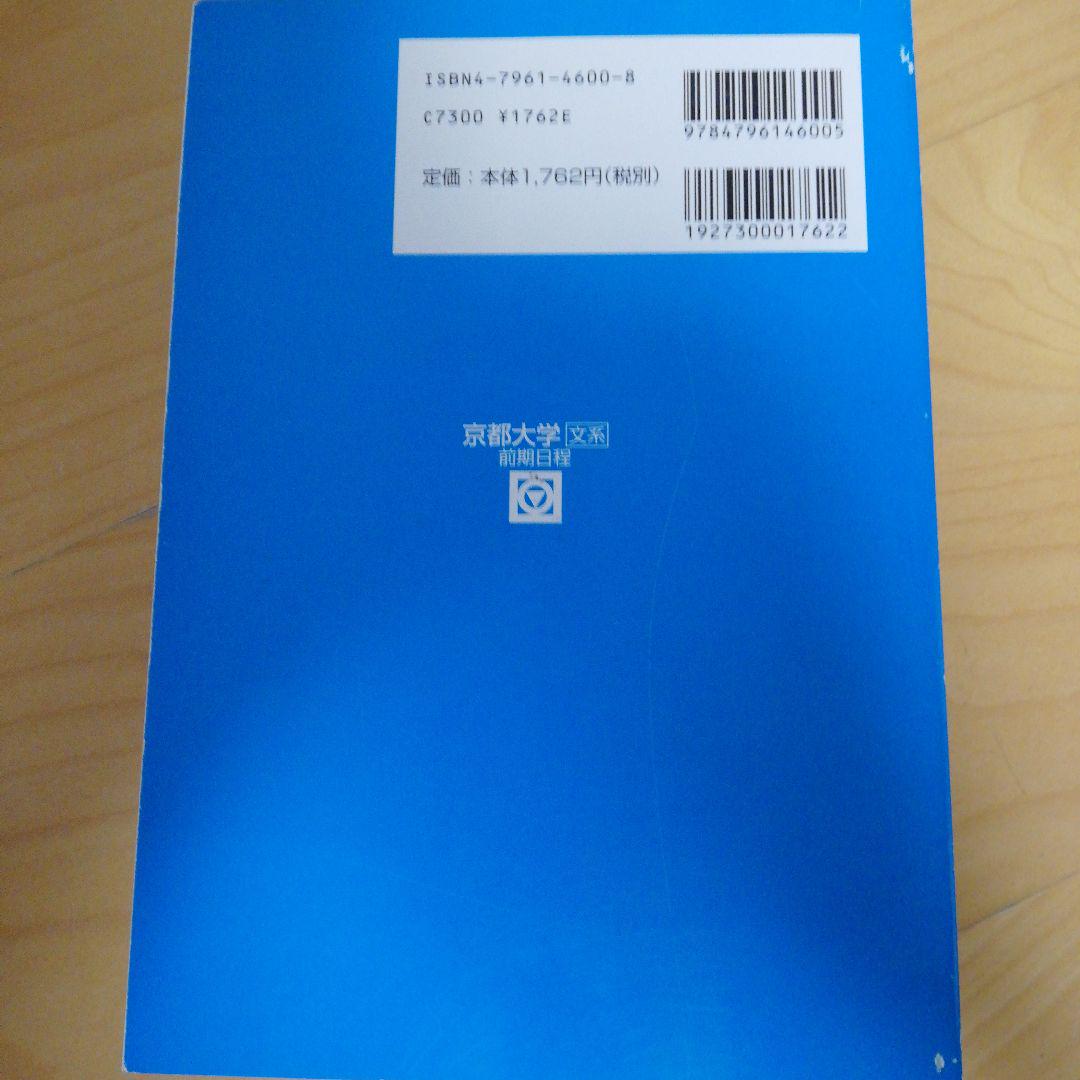 ISBN4-7961-4600-8
C7300 ¥1762E
定価：本体1,762円(税別)
9784796146005
1927300017622
京都大学 文系
前期日程